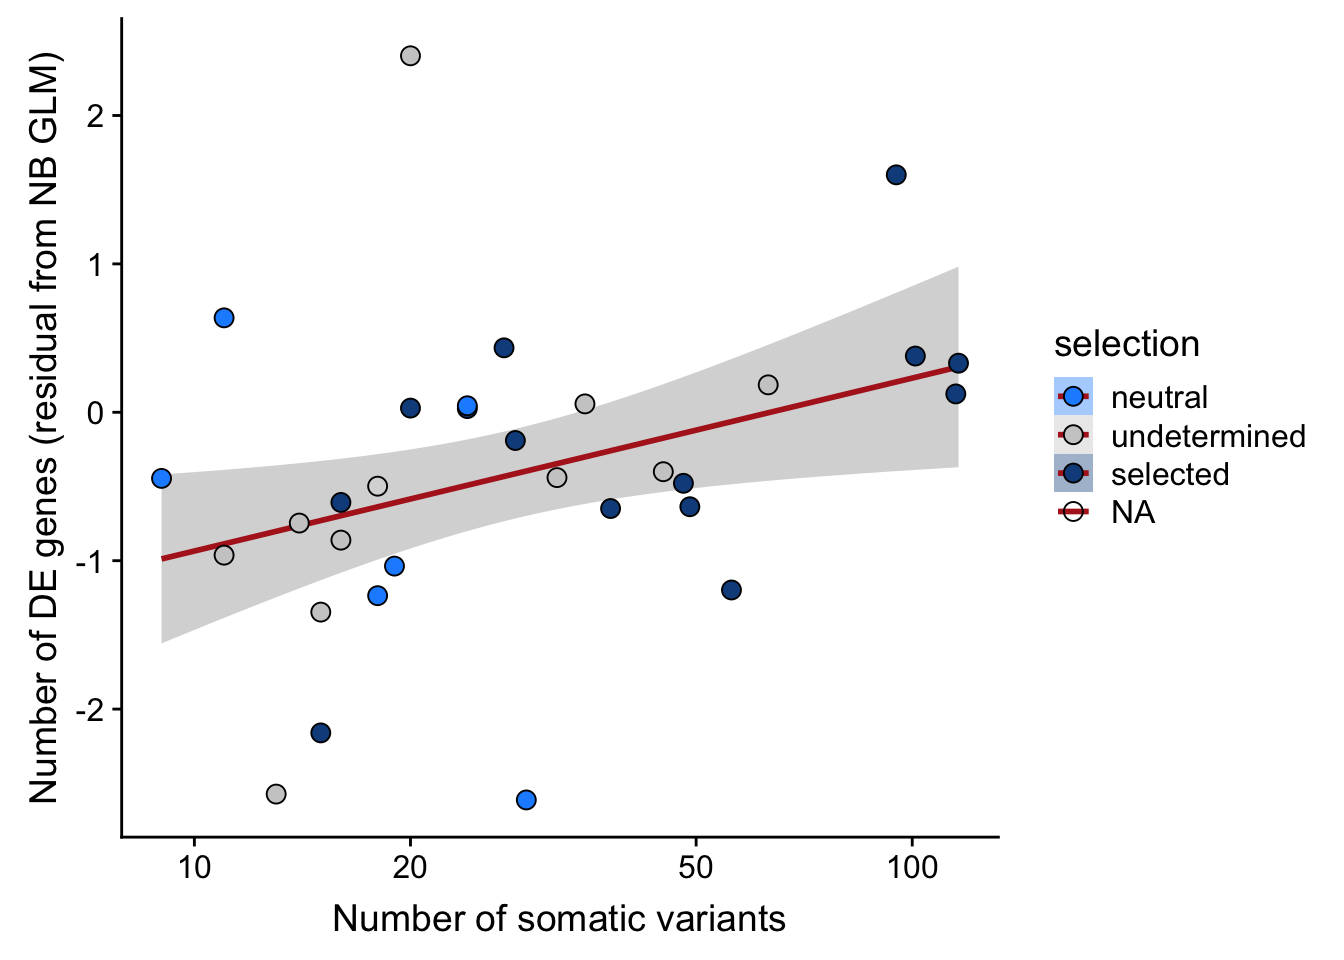 Number of DE genes (residual from NB GLM)
2
1
0
-1
-2
10
20
50
100
Number of somatic variants
selection
neutral
undetermined
selected
NA